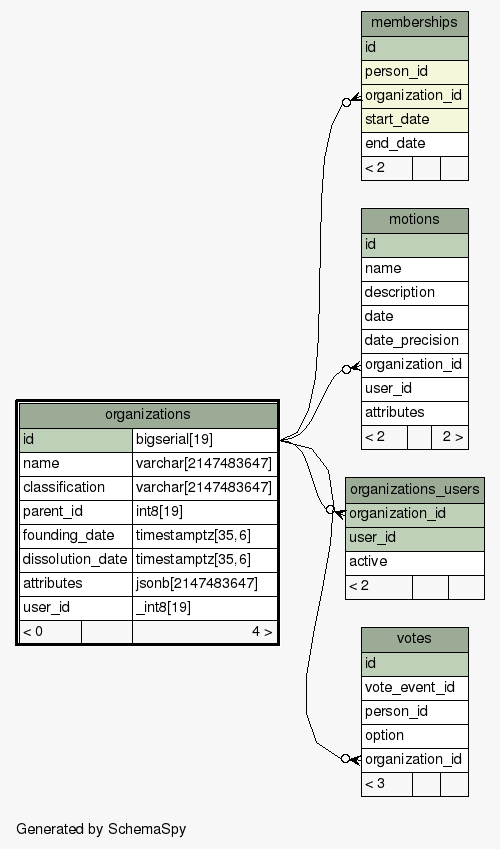 memberships
id
person_id
organization_id
start_date
end_date
< 2
motions
id
name
description
date
date_precision
organization_id
user_id
attributes
< 2 2 >
organizations
id bigserial[19]
name varchar[2147483647]
classification varchar[2147483647]
parent_id int8[19]
founding_date timestamptz[35,6]
dissolution_date timestamptz[35,6]
attributes jsonb[2147483647]
user_id _int8[19]
< 0 4 >
organizations_users
organization_id
user_id
active
< 2
votes
id
vote_event_id
person_id
option
organization_id
< 3
Generated by SchemaSpy